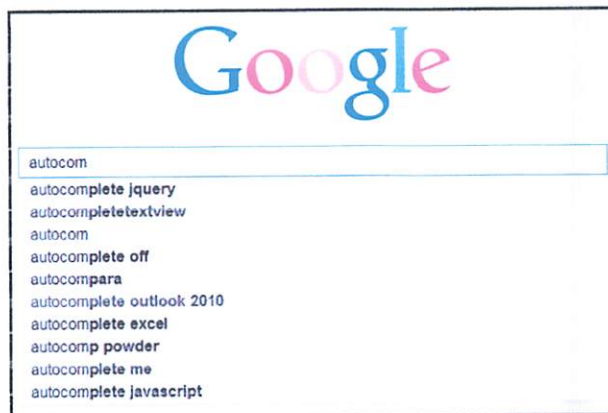 Google
autocom
autocomplete jquery
autocompletetextview
autocom
autocomplete off
autocompara
autocomplete outlook 2010
autocomplete excel
autocomp powder
autocomplete me
autocomplete javascript